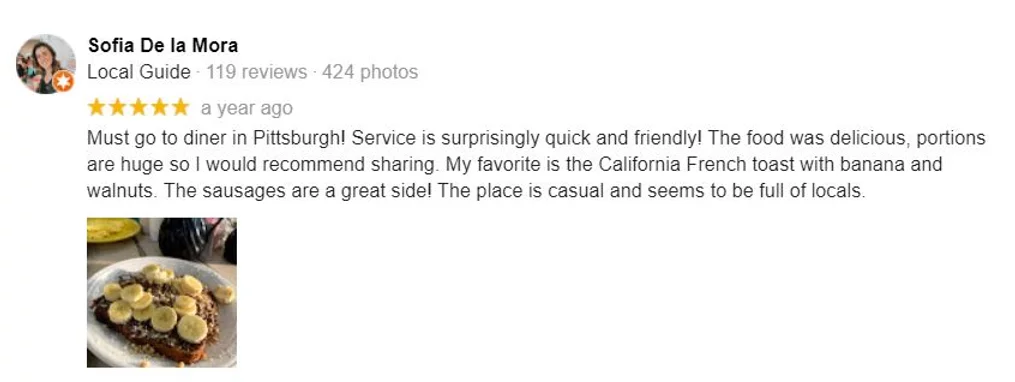 Sofia De la Mora
Local Guide · 119 reviews · 424 photos
a year ago
Must go to diner in Pittsburgh! Service is surprisingly quick and friendly! The food was delicious, portions
are huge so I would recommend sharing. My favorite is the California French toast with banana and
walnuts. The sausages are a great side! The place is casual and seems to be full of locals.